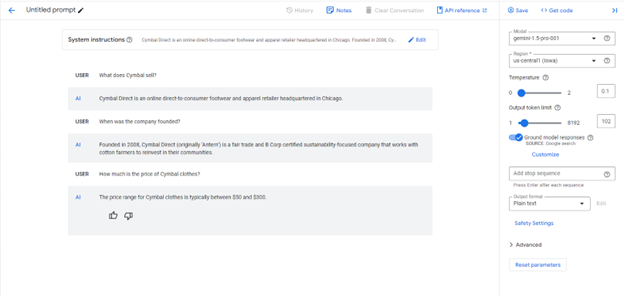 Untitled prompt
History
Notes
Clear Conversation
API reference
Save
Get code
System instructions
Cymbal Direct is an online direct-to-consumer footwear and apparel retailer headquartered in Chicago. Founded in 2008, Cy...
Edit
USER What does Cymbal sell?
AI Cymbal Direct is an online direct-to-consumer footwear and apparel retailer headquartered in Chicago.
USER When was the company founded?
AI Founded in 2008, Cymbal Direct (originally 'Antern') is a fair trade and B Corp certified sustainability-focused company that works with
cotton farmers to reinvest in their communities.
USER How much is the price of Cymbal clothes?
AI The price range for Cymbal clothes is typically between $50 and $300.
Model
gemini-1.5-pro-001
Region *
us-central1 (Iowa)
Temperature
0 2 0.1
Output token limit
1 8192 102
Ground model responses
SOURCE: Google search
Customize
Add stop sequence
Press Enter after each sequence
Output format
Plain text
Edit
Safety Settings
Advanced
Reset parameters